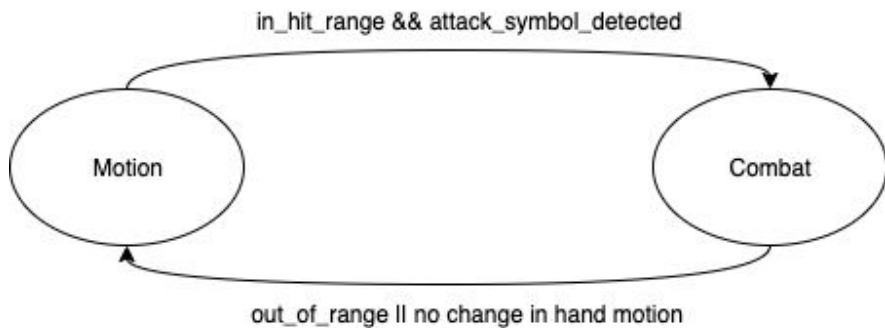 in_hit_range && attack_symbol_detected
Motion
Combat
out_of_range || no change in hand motion